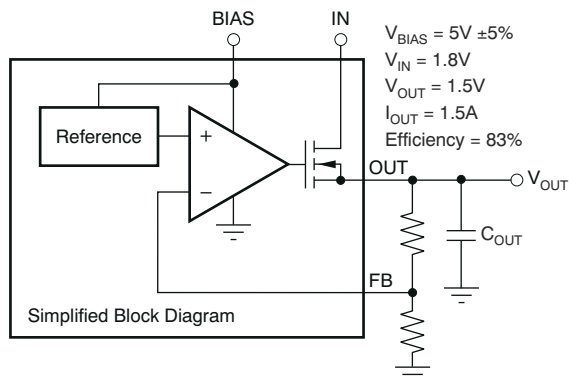 BIAS
IN
V_BIAS = 5V ±5%
V_IN = 1.8V
V_OUT = 1.5V
I_OUT = 1.5A
Efficiency = 83%
Reference
+
−
OUT
V_OUT
C_OUT
FB
Simplified Block Diagram